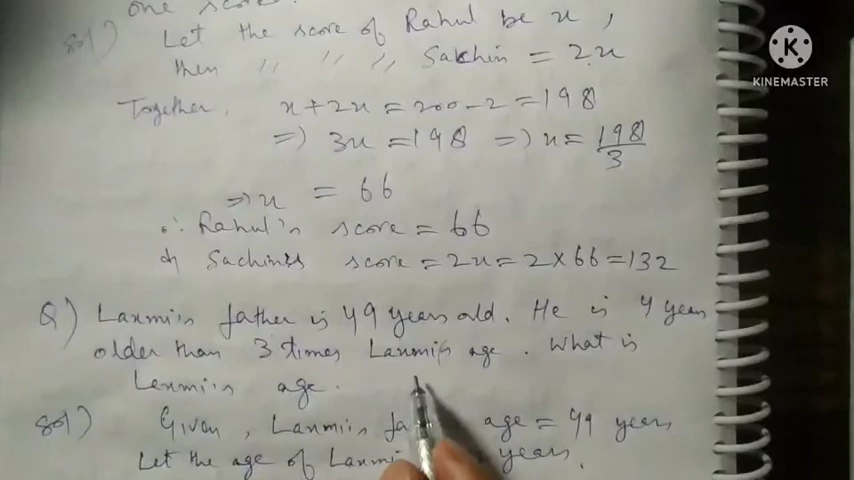 one score.
Sol) Let the score of Rahul be x,
then " " " Sachin = 2x
Together. x + 2x = 200 - 2 = 198
=) 3x = 198 =) x = 198/3
=) x = 66
∴ Rahul's score = 66
& Sachin's score = 2x = 2 × 66 = 132
Q) Laxmi's father is 49 years old. He is 4 years
older than 3 times Laxmi's age. What is
Laxmi's age.
Sol) Given, Laxmi's age = 49 years
Let the age of years.
KINEMASTER